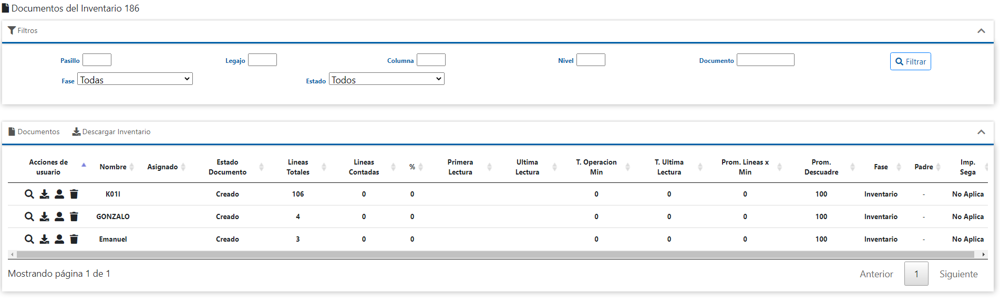 Documentos del Inventario 186
Filtros
Pasillo Legajo Columna Nivel Documento Filtrar
Fase Todas Estado Todos
Documentos Descargar Inventario
Acciones de usuario Nombre Asignado Estado Documento Lineas Totales Lineas Contadas % Primera Lectura Ultima Lectura T. Operacion Min T. Ultima Lectura Prom. Lineas x Min Prom. Descuadre Fase Padre Imp. Sega
K01I Creado 106 0 0 0 0 0 100 Inventario - No Aplica
GONZALO Creado 4 0 0 0 0 0 100 Inventario - No Aplica
Emanuel Creado 3 0 0 0 0 0 100 Inventario - No Aplica
Mostrando página 1 de 1 Anterior 1 Siguiente